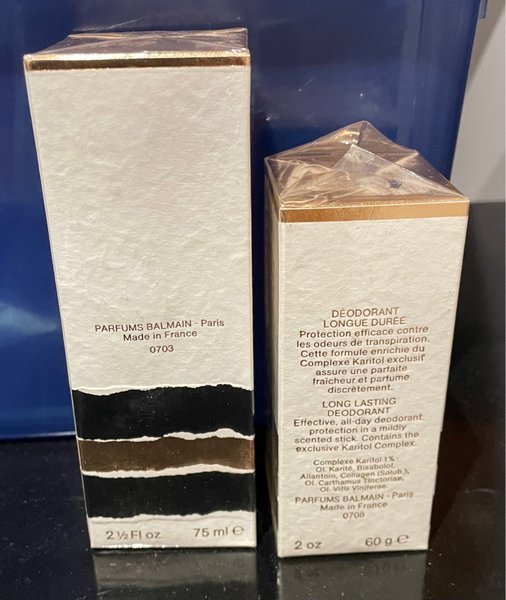 PARFUMS BALMAIN - Paris
Made in France
0703
2 ½ Fl oz 75 ml e
DÉODORANT
LONGUE DURÉE
Protection efficace contre
les odeurs de transpiration.
Cette formule enrichie du
Complexe Karitol exclusif
assure une parfaite
fraîcheur et parfume
discrètement.
LONG LASTING
DEODORANT
Effective, all-day deodorant
protection in a mildly
scented stick. Contains the
exclusive Karitol Complex.
Complexe Karitol 1% :
Ol. Karité, Bisabolol,
Allantoin, Collagen (Solub.),
Ol. Carthamus Tinctoriae,
Ol. Vitis Viniferae.
PARFUMS BALMAIN - Paris
Made in France
0708
2 oz 60 g e